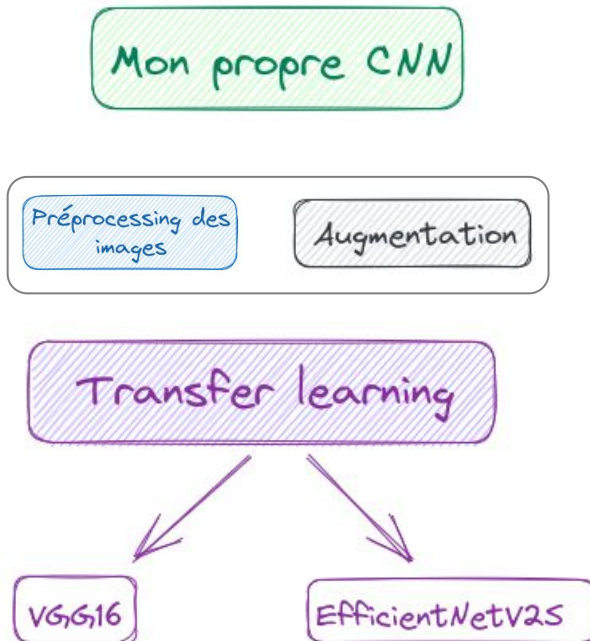 Mon propre CNN
Préprocessing des
images
Augmentation
Transfer learning
VGG16
EfficientNetV2S